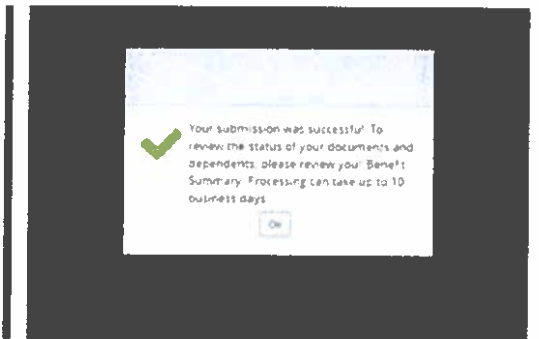 Your submission was successful. To
review the status of your documents and
dependents, please review your Benefit
Summary. Processing can take up to 10
business days
Ok